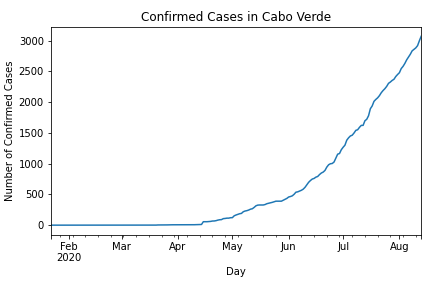 Confirmed Cases in Cabo Verde
Number of Confirmed Cases
3000
2500
2000
1500
1000
500
0
Feb Mar Apr May Jun Jul Aug
2020
Day